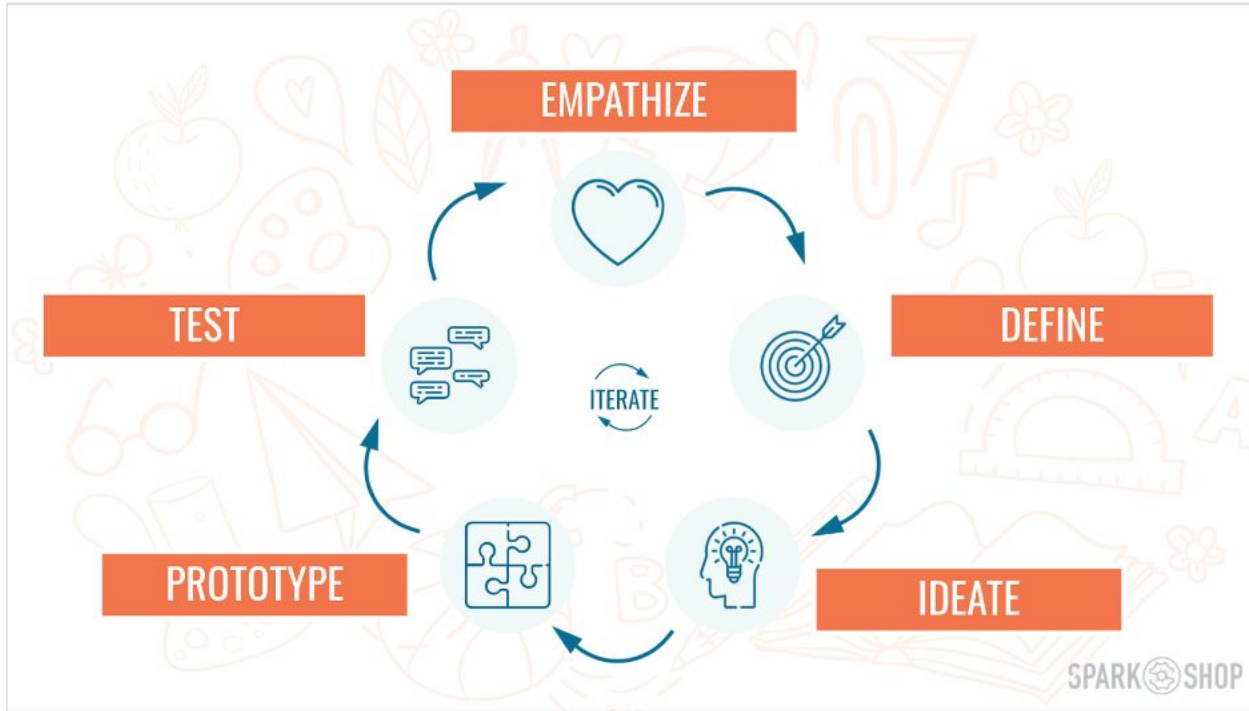 EMPATHIZE
DEFINE
IDEATE
PROTOTYPE
TEST
ITERATE
B
A
SPARK SHOP